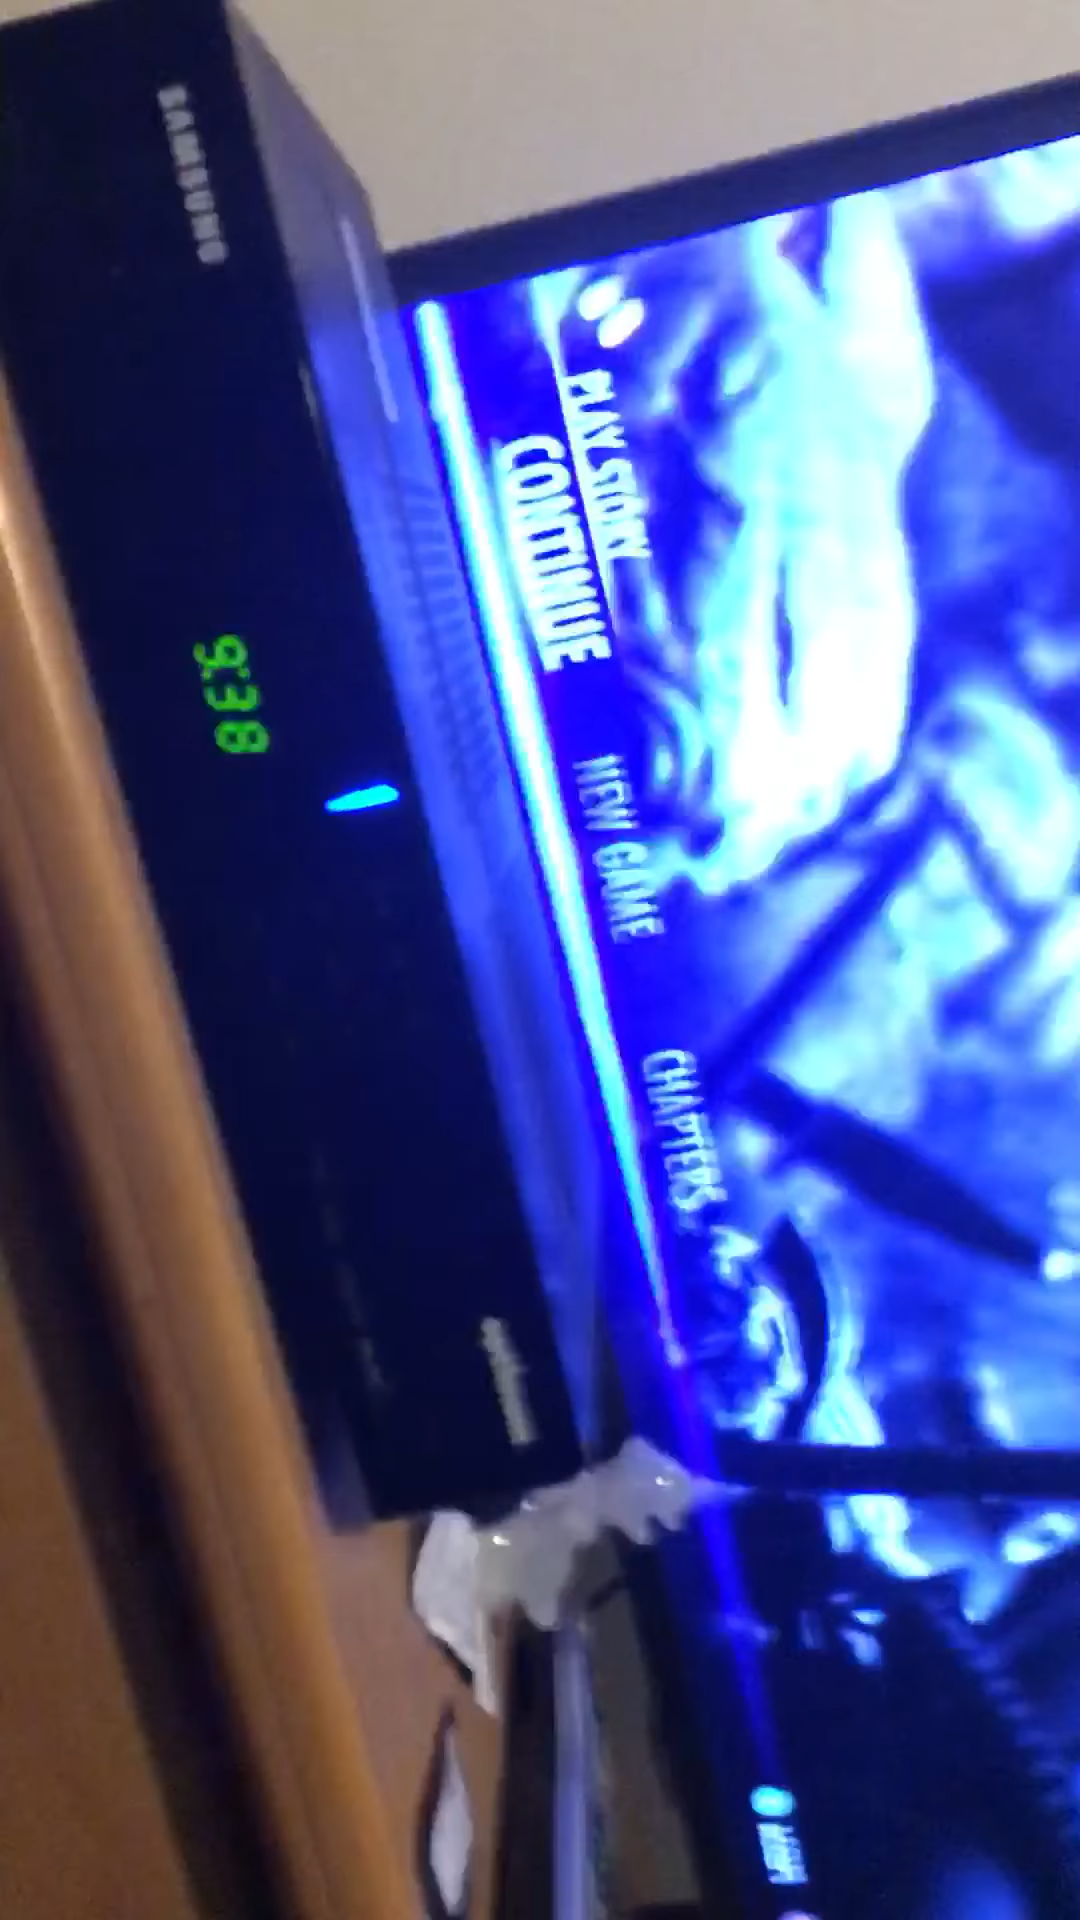 PLAY STORY
CONTINUE
NEW GAME
CHAPTERS
SAMSUNG
9:38